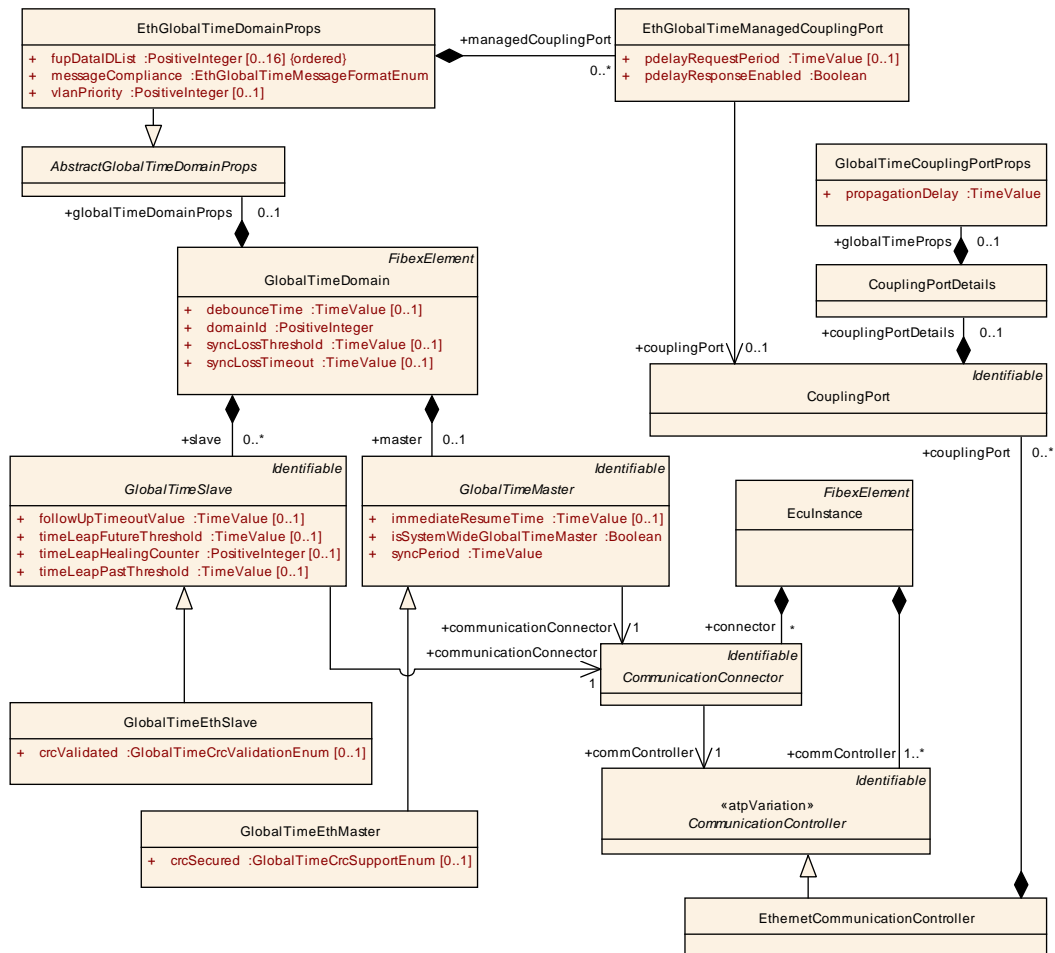 EthGlobalTimeDomainProps
+ fupDataIDList :PositiveInteger [0..16] {ordered}
+ messageCompliance :EthGlobalTimeMessageFormatEnum
+ vlanPriority :PositiveInteger [0..1]
+managedCouplingPort
0..*
EthGlobalTimeManagedCouplingPort
+ pdelayRequestPeriod :TimeValue [0..1]
+ pdelayResponseEnabled :Boolean
AbstractGlobalTimeDomainProps
+globalTimeDomainProps 0..1
GlobalTimeCouplingPortProps
+ propagationDelay :TimeValue
+globalTimeProps 0..1
CouplingPortDetails
+couplingPortDetails 0..1
FibexElement
GlobalTimeDomain
+ debounceTime :TimeValue [0..1]
+ domainId :PositiveInteger
+ syncLossThreshold :TimeValue [0..1]
+ syncLossTimeout :TimeValue [0..1]
+couplingPort 0..1
Identifiable
CouplingPort
+slave 0..*
+master 0..1
+couplingPort 0..*
Identifiable
GlobalTimeSlave
+ followUpTimeoutValue :TimeValue [0..1]
+ timeLeapFutureThreshold :TimeValue [0..1]
+ timeLeapHealingCounter :PositiveInteger [0..1]
+ timeLeapPastThreshold :TimeValue [0..1]
Identifiable
GlobalTimeMaster
+ immediateResumeTime :TimeValue [0..1]
+ isSystemWideGlobalTimeMaster :Boolean
+ syncPeriod :TimeValue
FibexElement
EcuInstance
+communicationConnector 1
+connector *
+communicationConnector
1
Identifiable
CommunicationConnector
GlobalTimeEthSlave
+ crcValidated :GlobalTimeCrcValidationEnum [0..1]
+commController 1
+commController 1..*
Identifiable
«atpVariation»
CommunicationController
GlobalTimeEthMaster
+ crcSecured :GlobalTimeCrcSupportEnum [0..1]
EthernetCommunicationController